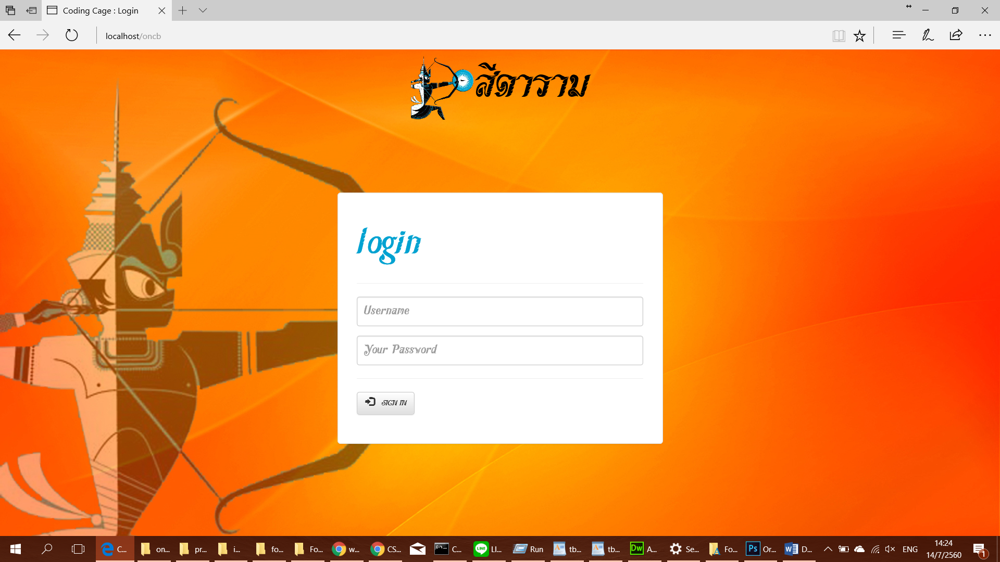 Coding Cage : Login
localhost/oncb
สีดาราม
login
Username
Your Password
SIGN IN
C... on... pr... i... fo... Fo... w... CS... C... LI... Run tb... tb... A... Se... Fo... Or... D... ENG
14:24
14/7/2560
1